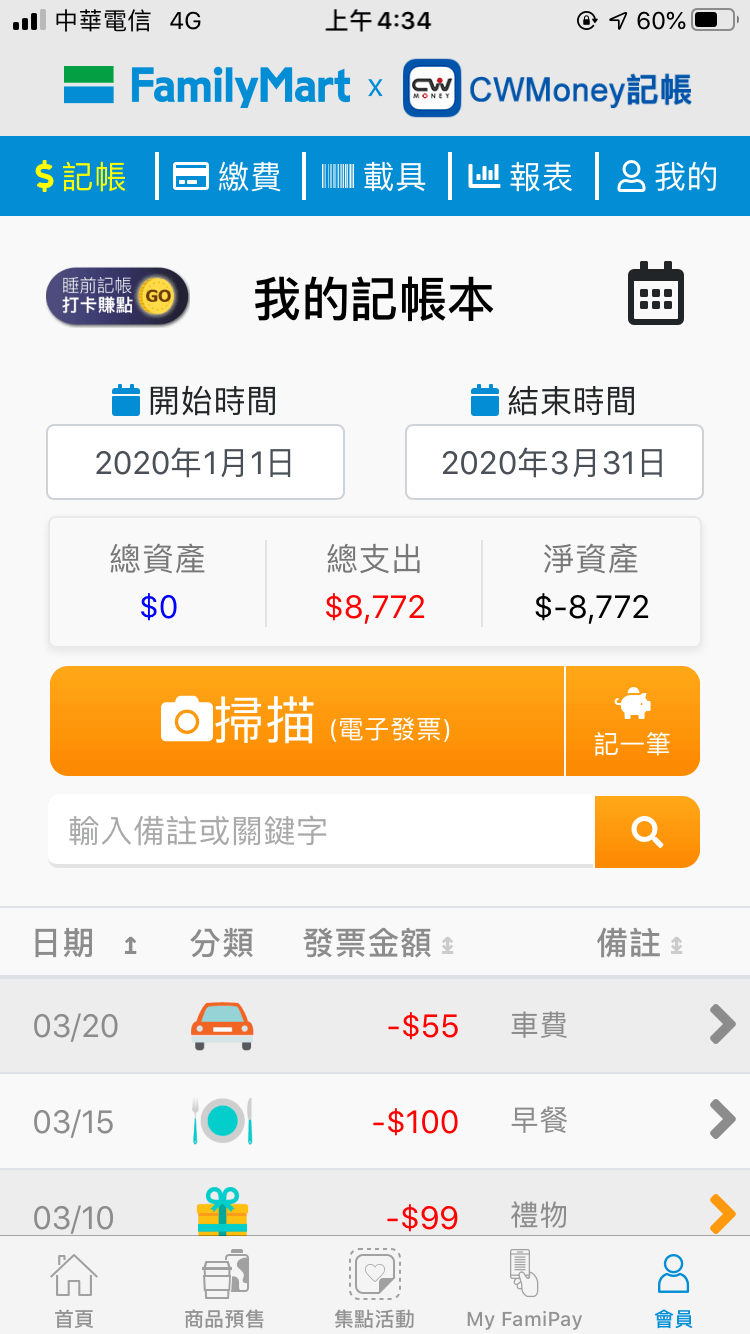 中華電信 4G 上午4:34 60%
FamilyMart x CW MONEY CWMoney記帳
記帳 繳費 載具 報表 我的
睡前記帳
打卡賺點 GO
我的記帳本
開始時間 結束時間
2020年1月1日 2020年3月31日
總資產 總支出 淨資產
$0 $8,772 $-8,772
掃描 (電子發票) 記一筆
輸入備註或關鍵字
日期 分類 發票金額 備註
03/20 -$55 車費
03/15 -$100 早餐
03/10 -$99 禮物
首頁 商品預售 集點活動 My FamiPay 會員